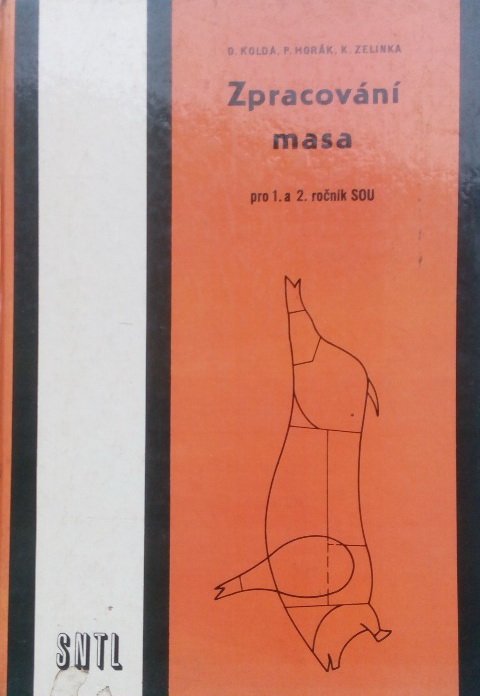 O. KOLDA, P. HORÁK, K. ZELINKA
Zpracování
masa
pro 1. a 2. ročník SOU
SNTL